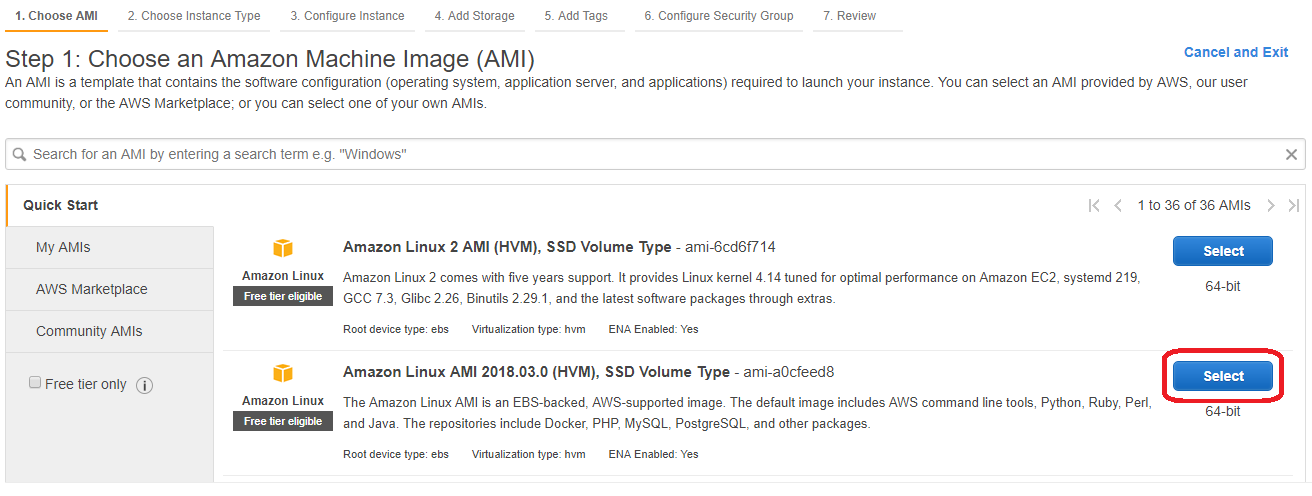 1. Choose AMI 2. Choose Instance Type 3. Configure Instance 4. Add Storage 5. Add Tags 6. Configure Security Group 7. Review
Step 1: Choose an Amazon Machine Image (AMI)
Cancel and Exit
An AMI is a template that contains the software configuration (operating system, application server, and applications) required to launch your instance. You can select an AMI provided by AWS, our user
community, or the AWS Marketplace; or you can select one of your own AMIs.
Search for an AMI by entering a search term e.g. "Windows"
Quick Start
1 to 36 of 36 AMIs
My AMIs
AWS Marketplace
Community AMIs
Free tier only
Amazon Linux
Free tier eligible
Amazon Linux 2 AMI (HVM), SSD Volume Type - ami-6cd6f714
Amazon Linux 2 comes with five years support. It provides Linux kernel 4.14 tuned for optimal performance on Amazon EC2, systemd 219,
GCC 7.3, Glibc 2.26, Binutils 2.29.1, and the latest software packages through extras.
Root device type: ebs Virtualization type: hvm ENA Enabled: Yes
Select
64-bit
Amazon Linux
Free tier eligible
Amazon Linux AMI 2018.03.0 (HVM), SSD Volume Type - ami-a0cfeed8
The Amazon Linux AMI is an EBS-backed, AWS-supported image. The default image includes AWS command line tools, Python, Ruby, Perl,
and Java. The repositories include Docker, PHP, MySQL, PostgreSQL, and other packages.
Root device type: ebs Virtualization type: hvm ENA Enabled: Yes
Select
64-bit